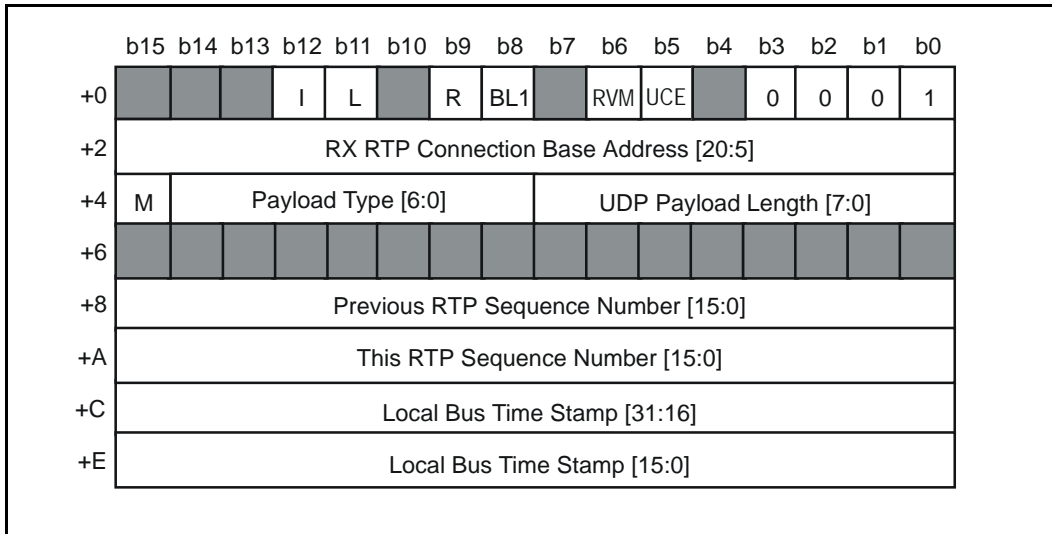 b15 b14 b13 b12 b11 b10 b9 b8 b7 b6 b5 b4 b3 b2 b1 b0
+0 I L R BL1 RVM UCE 0 0 0 1
+2 RX RTP Connection Base Address [20:5]
+4 M Payload Type [6:0] UDP Payload Length [7:0]
+6
+8 Previous RTP Sequence Number [15:0]
+A This RTP Sequence Number [15:0]
+C Local Bus Time Stamp [31:16]
+E Local Bus Time Stamp [15:0]